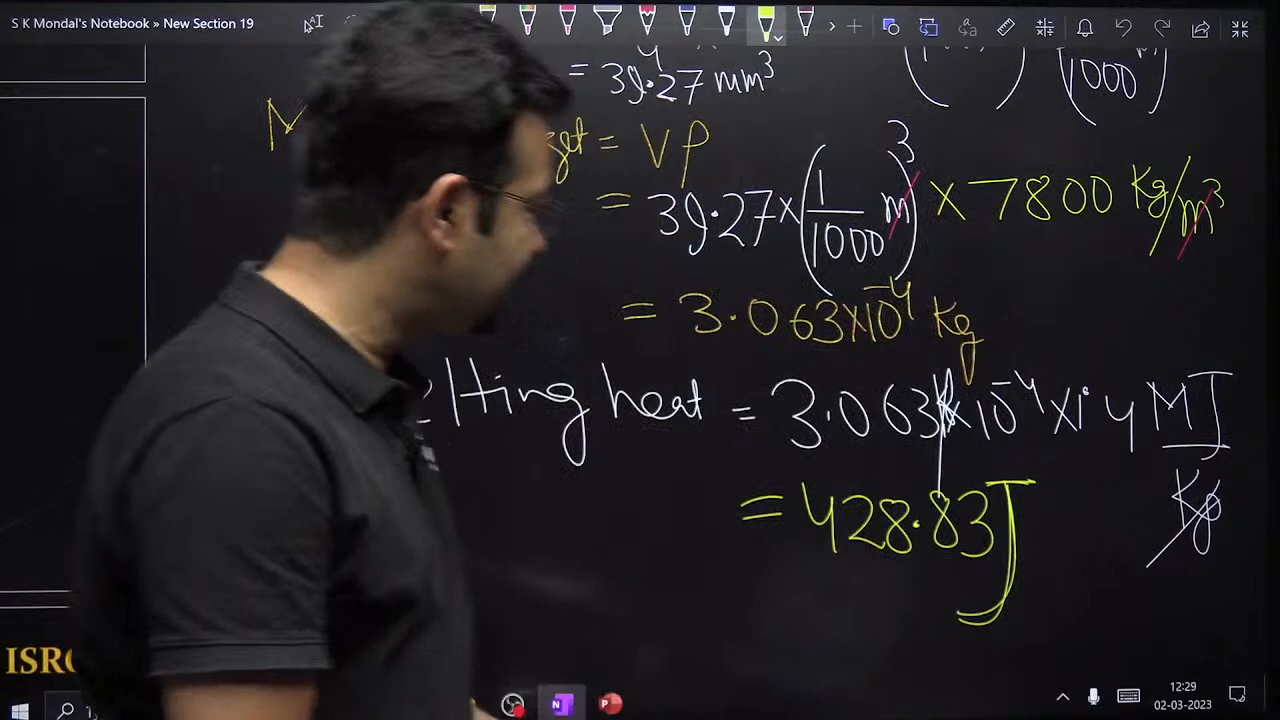 S K Mondal's Notebook » New Section 19
= 39.27 mm³
1000
= Vρ
= 39.27 × (1/1000 m)³ × 7800 Kg/m³
= 3.063×10⁻⁴ Kg
heat = 3.063 × 10⁻⁴ × 1.4 MJ/Kg
= 428.83 J
12:29
02-03-2023